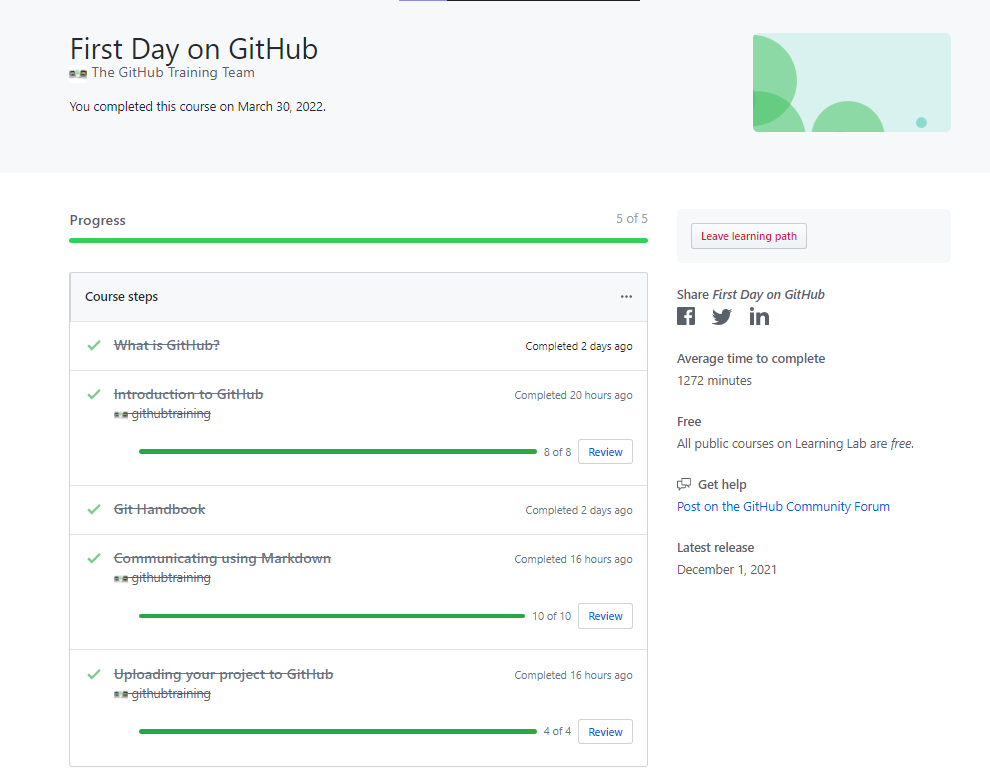 First Day on GitHub
The GitHub Training Team
You completed this course on March 30, 2022.
Progress
5 of 5
Course steps
What is GitHub?
Completed 2 days ago
Introduction to GitHub
Completed 20 hours ago
githubtraining
8 of 8
Review
Git Handbook
Completed 2 days ago
Communicating using Markdown
Completed 16 hours ago
githubtraining
10 of 10
Review
Uploading your project to GitHub
Completed 16 hours ago
githubtraining
4 of 4
Review
Leave learning path
Share First Day on GitHub
Average time to complete
1272 minutes
Free
All public courses on Learning Lab are free.
Get help
Post on the GitHub Community Forum
Latest release
December 1, 2021